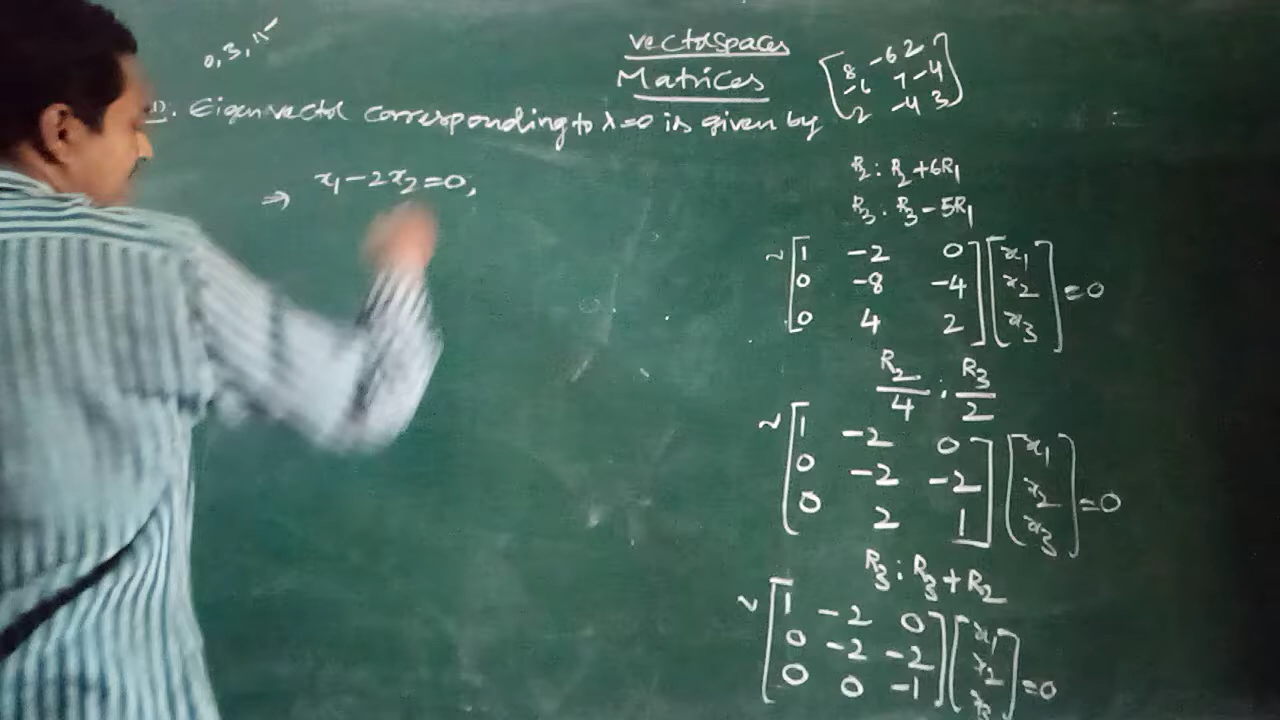 0, 3, 15
Vectorspaces
Matrices
[8 -6 2
-6 7 -4
2 -4 3]
1). Eigenvector corresponding to λ=0 is given by
⇒ x₁ - 2x₂ = 0,
R₂ : R₂ + 6R₁
R₃ : R₃ - 5R₁
~ [1 -2 0] [x₁]
[0 -8 -4] [x₂] = 0
[0 4 2] [x₃]
R₂/4 ; R₃/2
~ [1 -2 0] [x₁]
[0 -2 -2] [x₂] = 0
[0 2 1] [x₃]
R₃ : R₃ + R₂
~ [1 -2 0] [x₁]
[0 -2 -2] [x₂]
[0 0 -1] [x₃] = 0